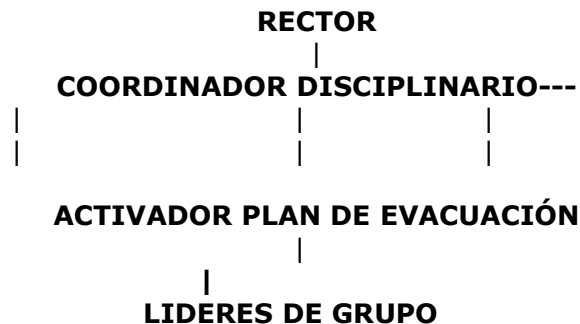 RECTOR
|
COORDINADOR DISCIPLINARIO---
| | |
| | |
ACTIVADOR PLAN DE EVACUACIÓN
|
|
LIDERES DE GRUPO